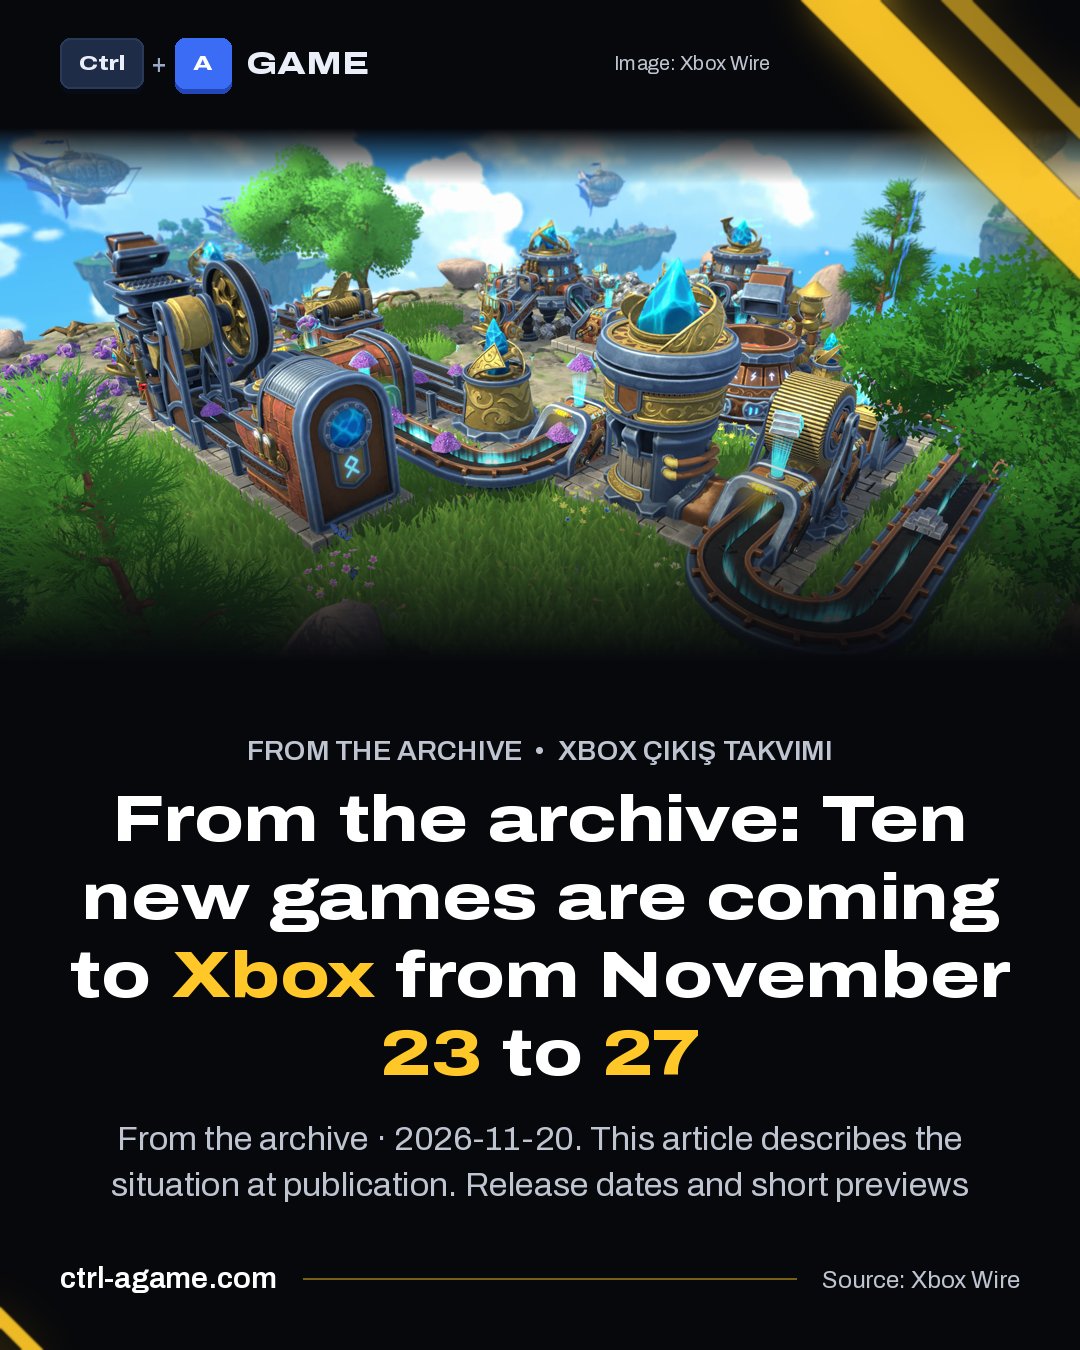 Ctrl + A GAME
Image: Xbox Wire
FROM THE ARCHIVE • XBOX ÇIKIŞ TAKVIMI
From the archive: Ten
new games are coming
to Xbox from November
23 to 27
From the archive · 2026-11-20. This article describes the
situation at publication. Release dates and short previews
ctrl-agame.com
Source: Xbox Wire